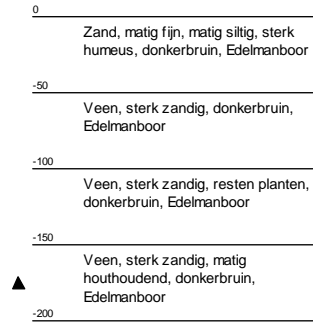 0
Zand, matig fijn, matig siltig, sterk
humeus, donkerbruin, Edelmanboor
-50
Veen, sterk zandig, donkerbruin,
Edelmanboor
-100
Veen, sterk zandig, resten planten,
donkerbruin, Edelmanboor
-150
Veen, sterk zandig, matig
houthoudend, donkerbruin,
Edelmanboor
-200